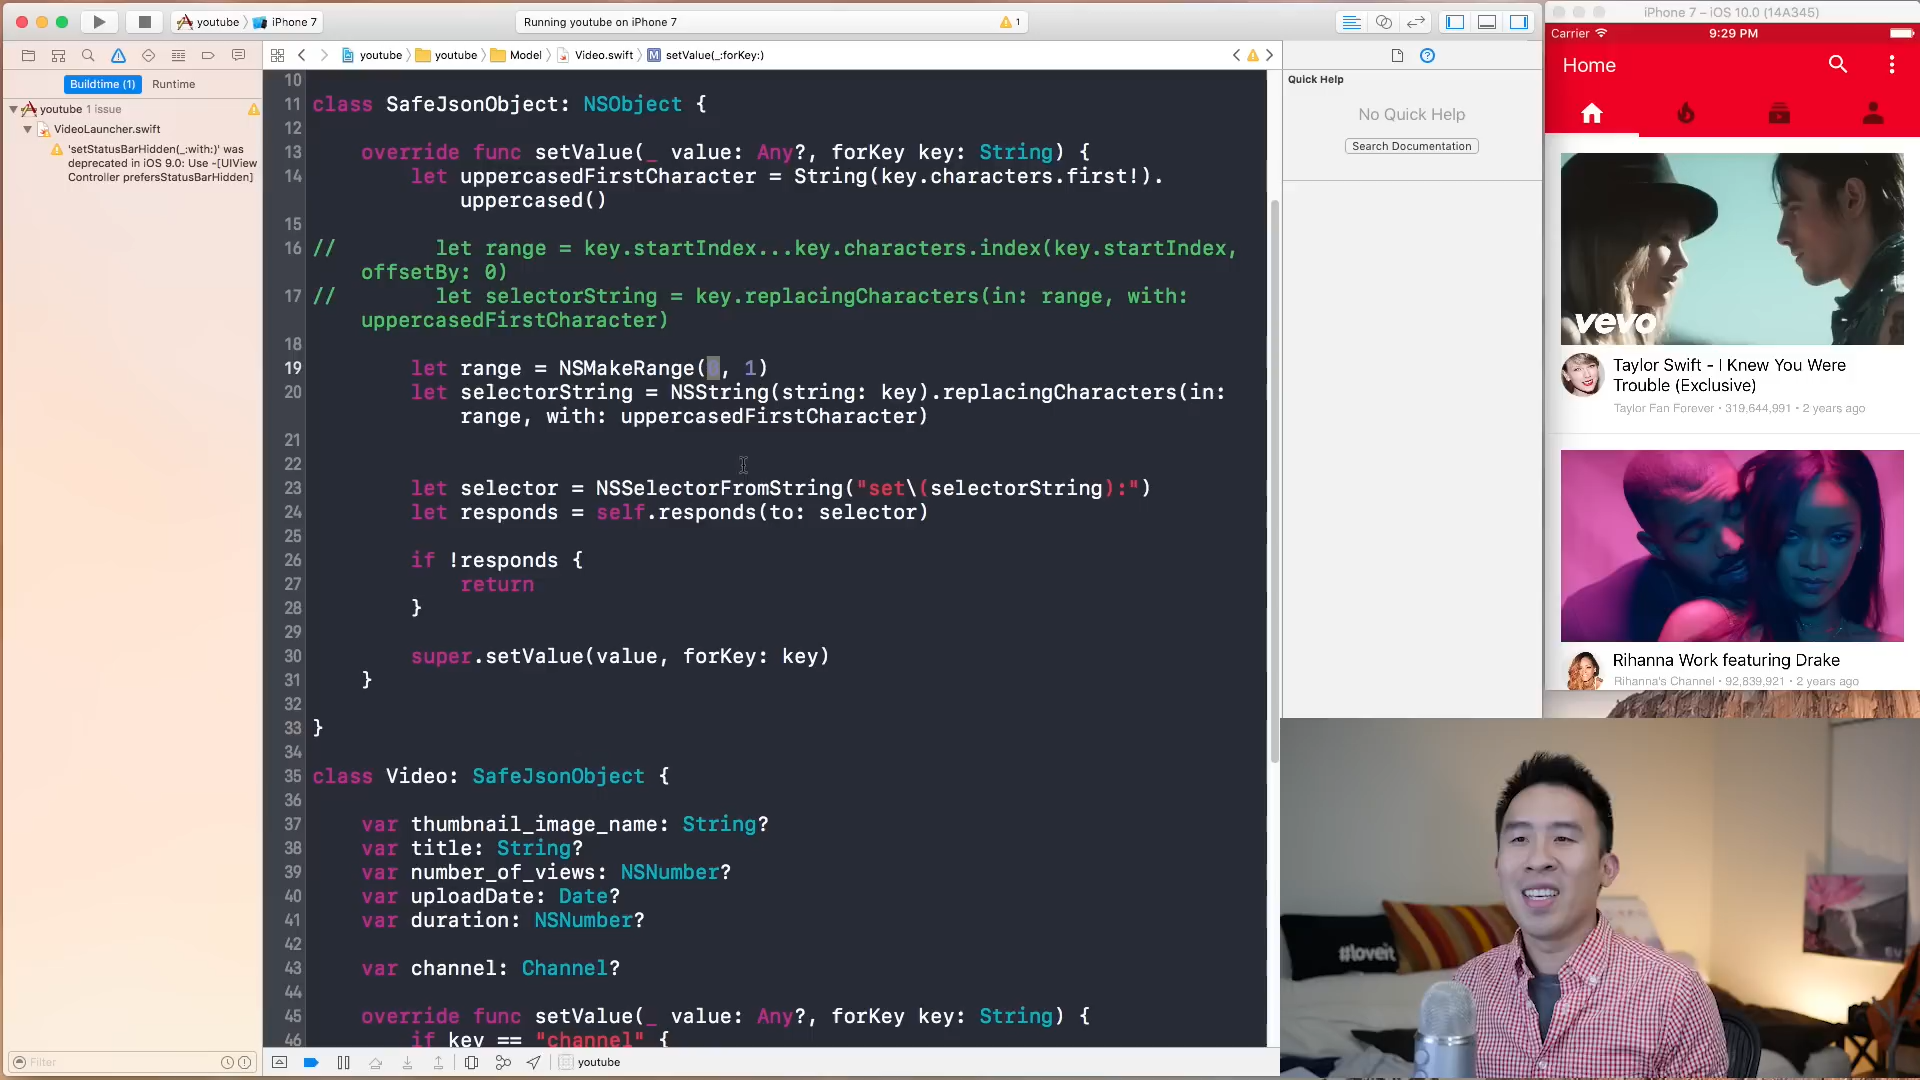 youtube
iPhone 7
Running youtube on iPhone 7
1
youtube
youtube
Model
Video.swift
setValue(_:forKey:)
Buildtime (1)
Runtime
youtube 1 issue
VideoLauncher.swift
'setStatusBarHidden(_:with:)' was
deprecated in iOS 9.0: Use -[UIView
Controller prefersStatusBarHidden]
Filter
10
11 class SafeJsonObject: NSObject {
12
13 override func setValue(_ value: Any?, forKey key: String) {
14 let uppercasedFirstCharacter = String(key.characters.first!).
uppercased()
15
16 // let range = key.startIndex...key.characters.index(key.startIndex,
offsetBy: 0)
17 // let selectorString = key.replacingCharacters(in: range, with:
uppercasedFirstCharacter)
18
19 let range = NSMakeRange(0, 1)
20 let selectorString = NSString(string: key).replacingCharacters(in:
range, with: uppercasedFirstCharacter)
21
22
23 let selector = NSSelectorFromString("set\(selectorString):")
24 let responds = self.responds(to: selector)
25
26 if !responds {
27 return
28 }
29
30 super.setValue(value, forKey: key)
31 }
32
33 }
34
35 class Video: SafeJsonObject {
36
37 var thumbnail_image_name: String?
38 var title: String?
39 var number_of_views: NSNumber?
40 var uploadDate: Date?
41 var duration: NSNumber?
42
43 var channel: Channel?
44
45 override func setValue(_ value: Any?, forKey key: String) {
46 if key == "channel" {
youtube
Quick Help
No Quick Help
Search Documentation
iPhone 7 – iOS 10.0 (14A345)
Carrier
9:29 PM
Home
vevo
Taylor Swift - I Knew You Were
Trouble (Exclusive)
Taylor Fan Forever • 319,644,991 • 2 years ago
Rihanna Work featuring Drake
Rihanna's Channel • 92,839,921 • 2 years ago
#loveit